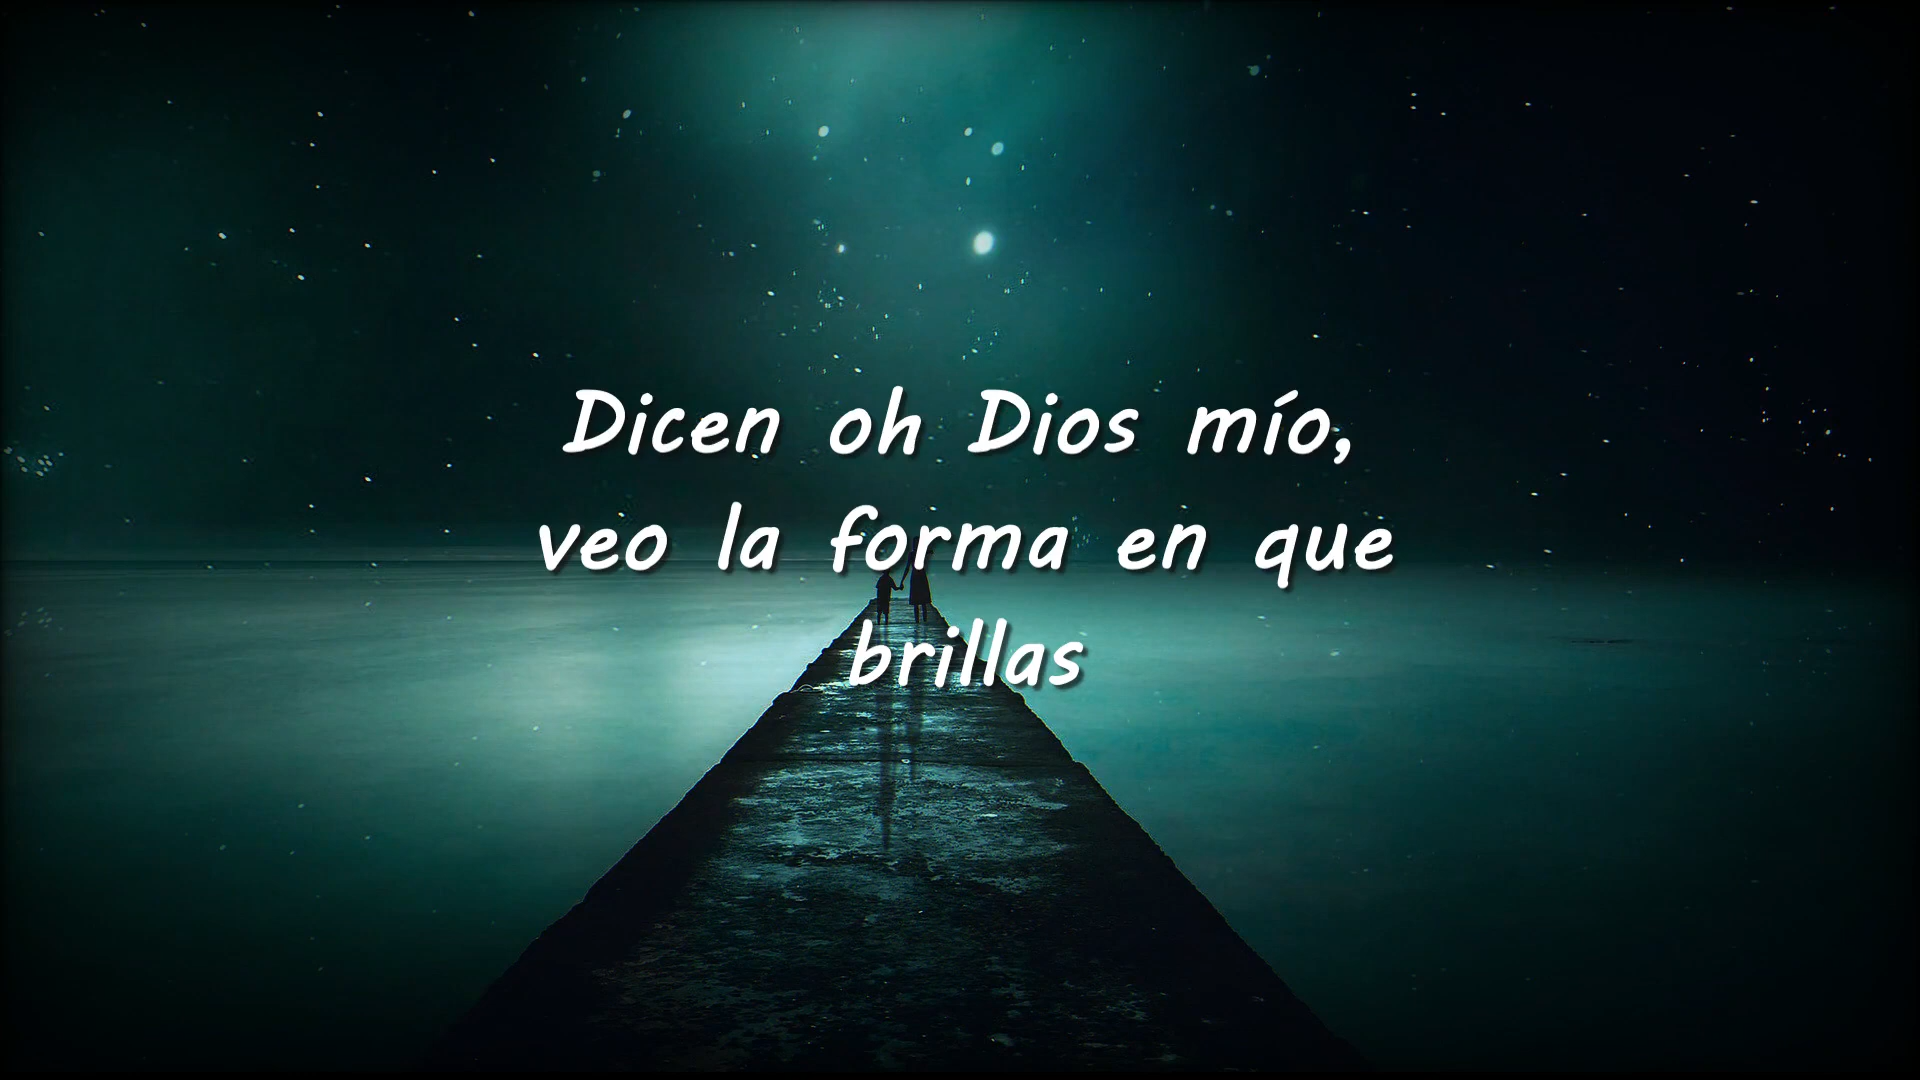 Dicen oh Dios mío,
veo la forma en que
brillas